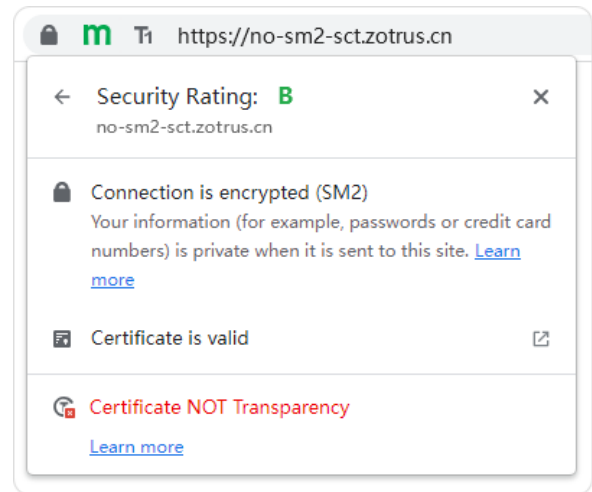 m T1 https://no-sm2-sct.zotrus.cn
Security Rating: B
no-sm2-sct.zotrus.cn
Connection is encrypted (SM2)
Your information (for example, passwords or credit card
numbers) is private when it is sent to this site. Learn
more
Certificate is valid
Certificate NOT Transparency
Learn more